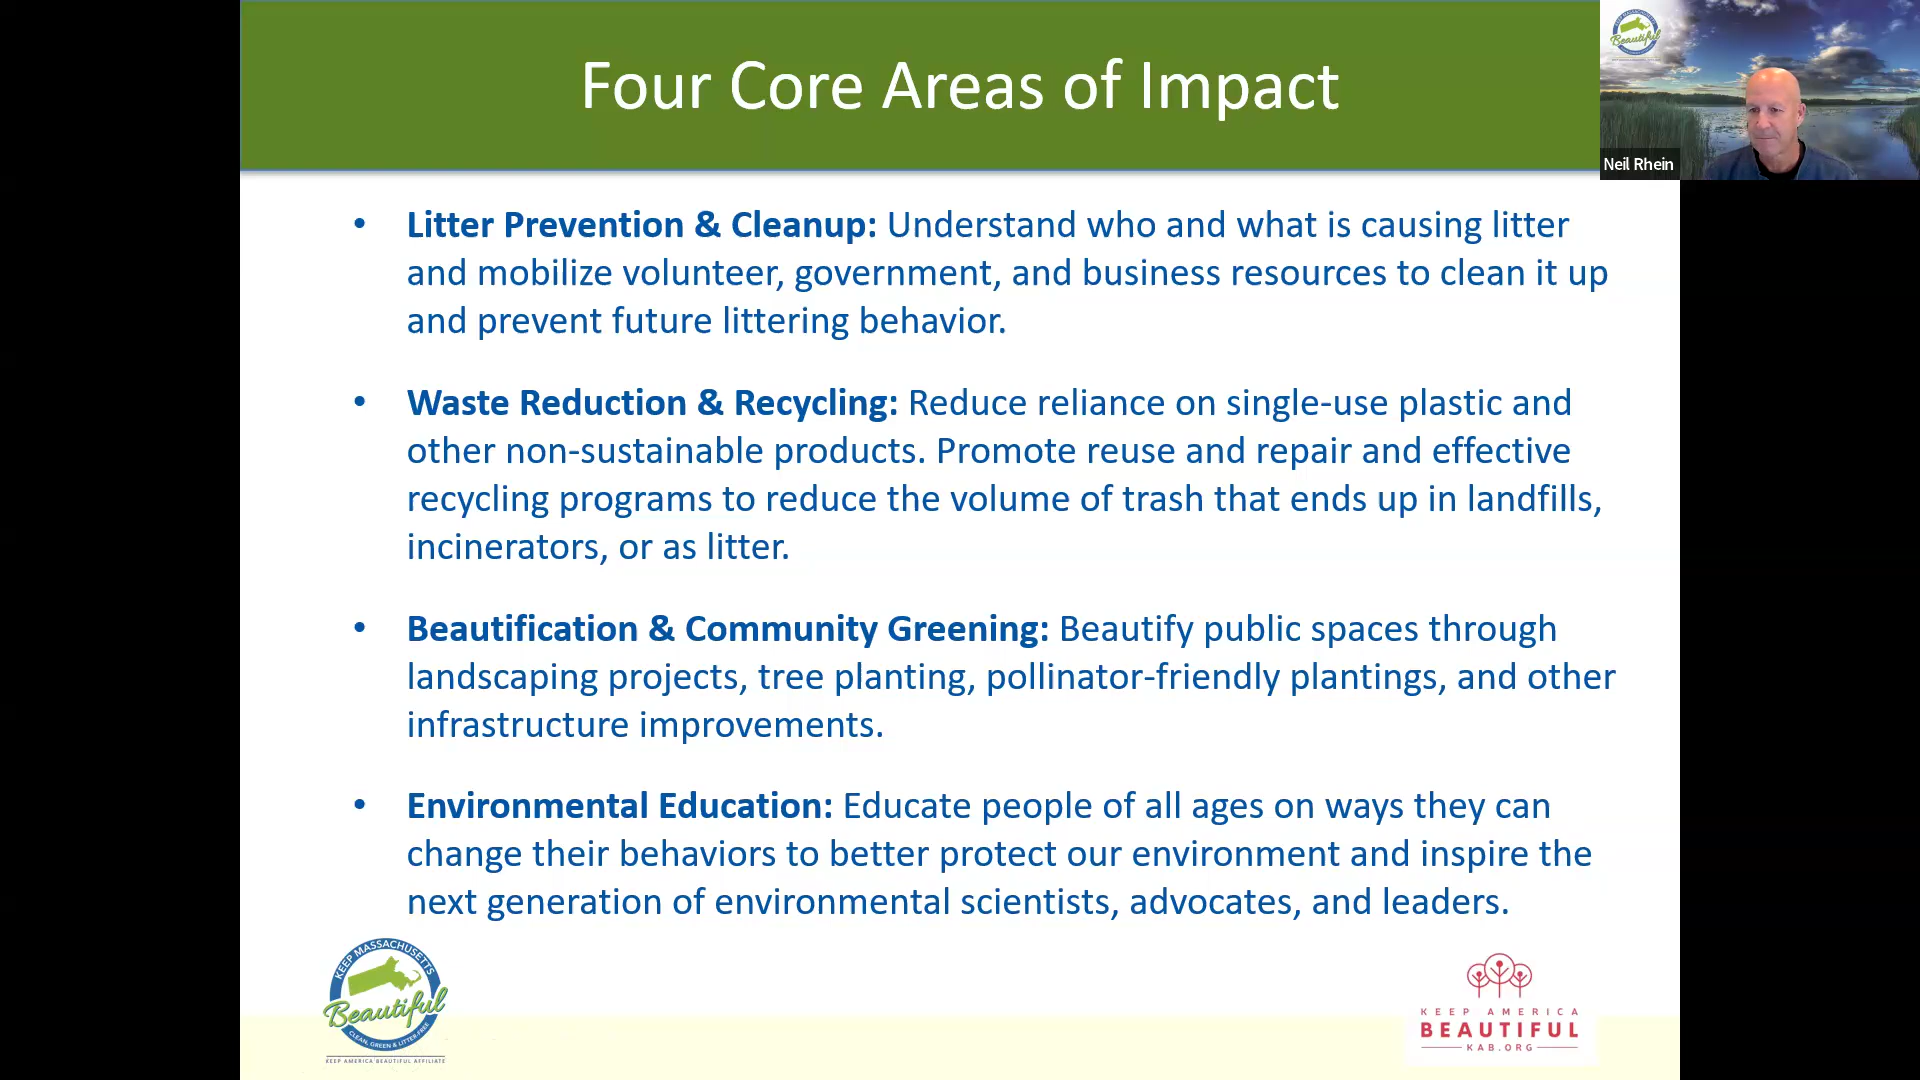 Four Core Areas of Impact
Neil Rhein
• Litter Prevention & Cleanup: Understand who and what is causing litter
and mobilize volunteer, government, and business resources to clean it up
and prevent future littering behavior.
• Waste Reduction & Recycling: Reduce reliance on single-use plastic and
other non-sustainable products. Promote reuse and repair and effective
recycling programs to reduce the volume of trash that ends up in landfills,
incinerators, or as litter.
• Beautification & Community Greening: Beautify public spaces through
landscaping projects, tree planting, pollinator-friendly plantings, and other
infrastructure improvements.
• Environmental Education: Educate people of all ages on ways they can
change their behaviors to better protect our environment and inspire the
next generation of environmental scientists, advocates, and leaders.
KEEP MASSACHUSETTS
Beautiful
CLEAN, GREEN & LITTER-FREE
KEEP AMERICA BEAUTIFUL AFFILIATE
KEEP AMERICA
BEAUTIFUL
KAB.ORG